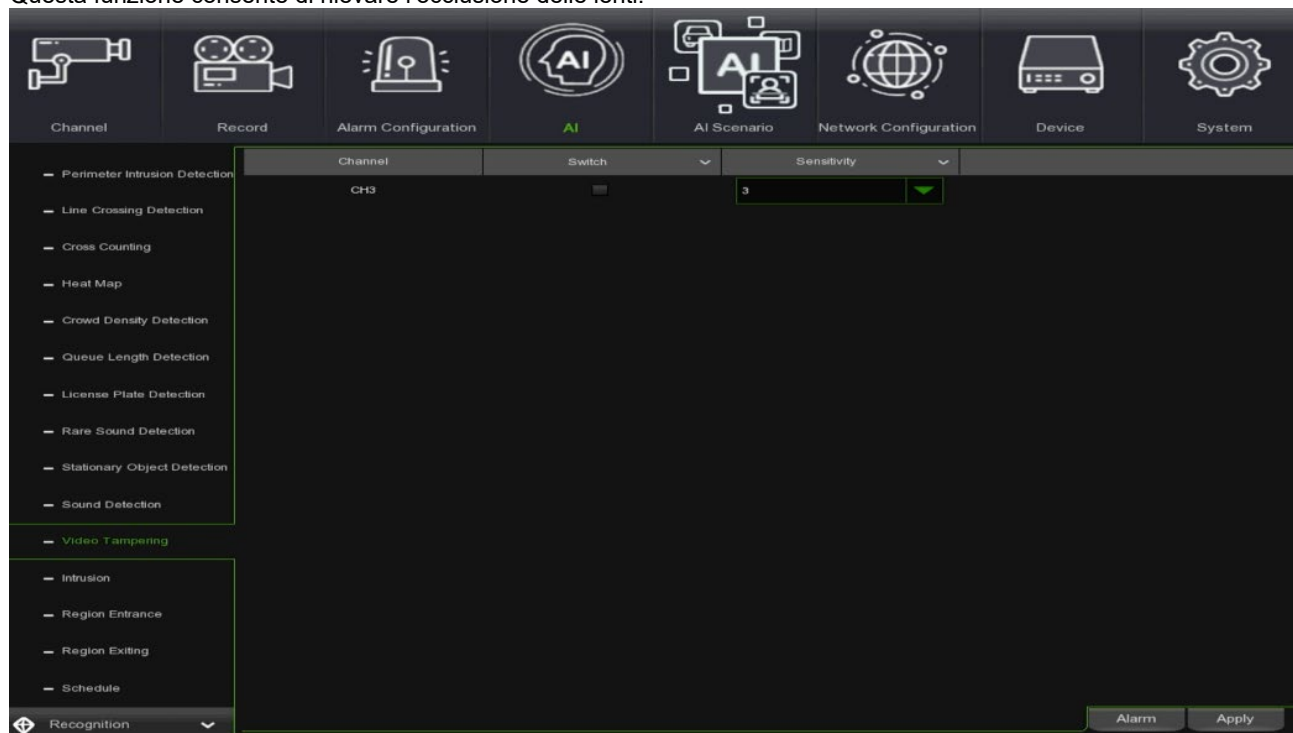 Questa funzione consente di rilevare l'occlusione delle lenti.
AI
AI
Channel
Record
Alarm Configuration
AI
AI Scenario
Network Configuration
Device
System
Channel
Switch
Sensitivity
CH3
3
Perimeter Intrusion Detection
Line Crossing Detection
Cross Counting
Heat Map
Crowd Density Detection
Queue Length Detection
License Plate Detection
Rare Sound Detection
Stationary Object Detection
Sound Detection
Video Tampering
Intrusion
Region Entrance
Region Exiting
Schedule
Recognition
Alarm
Apply